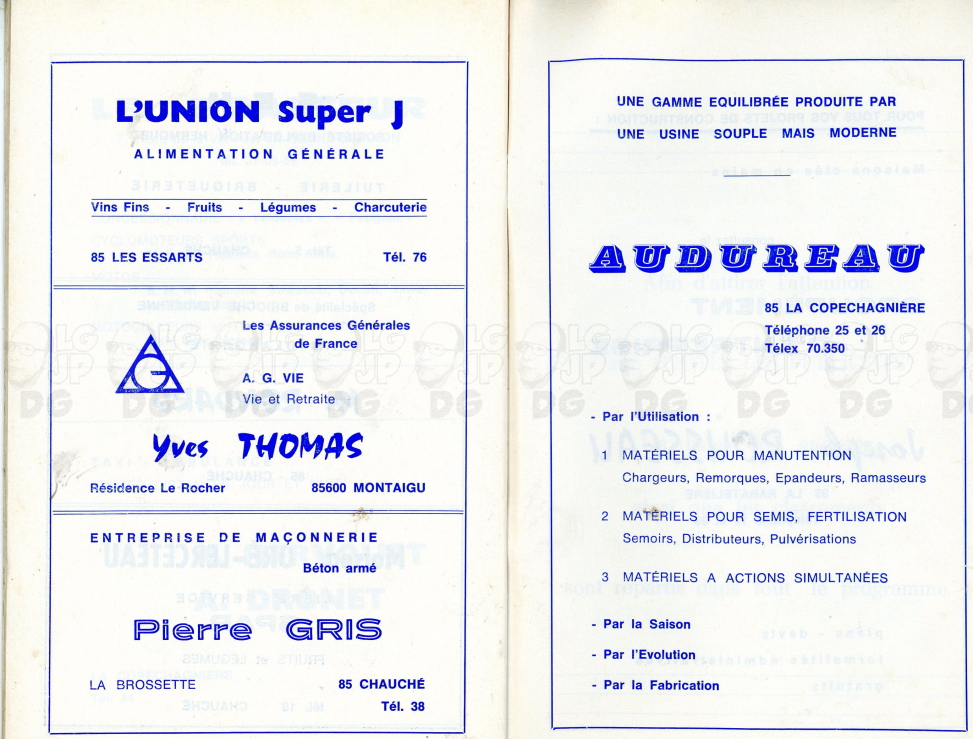 L'UNION Super J
ALIMENTATION GÉNÉRALE
Vins Fins - Fruits - Légumes - Charcuterie
85 LES ESSARTS Tél. 76
Les Assurances Générales
de France
A. G. VIE
Vie et Retraite
Yves THOMAS
Résidence Le Rocher 85600 MONTAIGU
ENTREPRISE DE MAÇONNERIE
Béton armé
Pierre GRIS
LA BROSSETTE 85 CHAUCHÉ
Tél. 38
UNE GAMME EQUILIBRÉE PRODUITE PAR
UNE USINE SOUPLE MAIS MODERNE
AUDUREAU
85 LA COPECHAGNIÈRE
Téléphone 25 et 26
Télex 70.350
- Par l'Utilisation :
1 MATÉRIELS POUR MANUTENTION
Chargeurs, Remorques, Epandeurs, Ramasseurs
2 MATÉRIELS POUR SEMIS, FERTILISATION
Semoirs, Distributeurs, Pulvérisations
3 MATÉRIELS A ACTIONS SIMULTANÉES
- Par la Saison
- Par l'Evolution
- Par la Fabrication